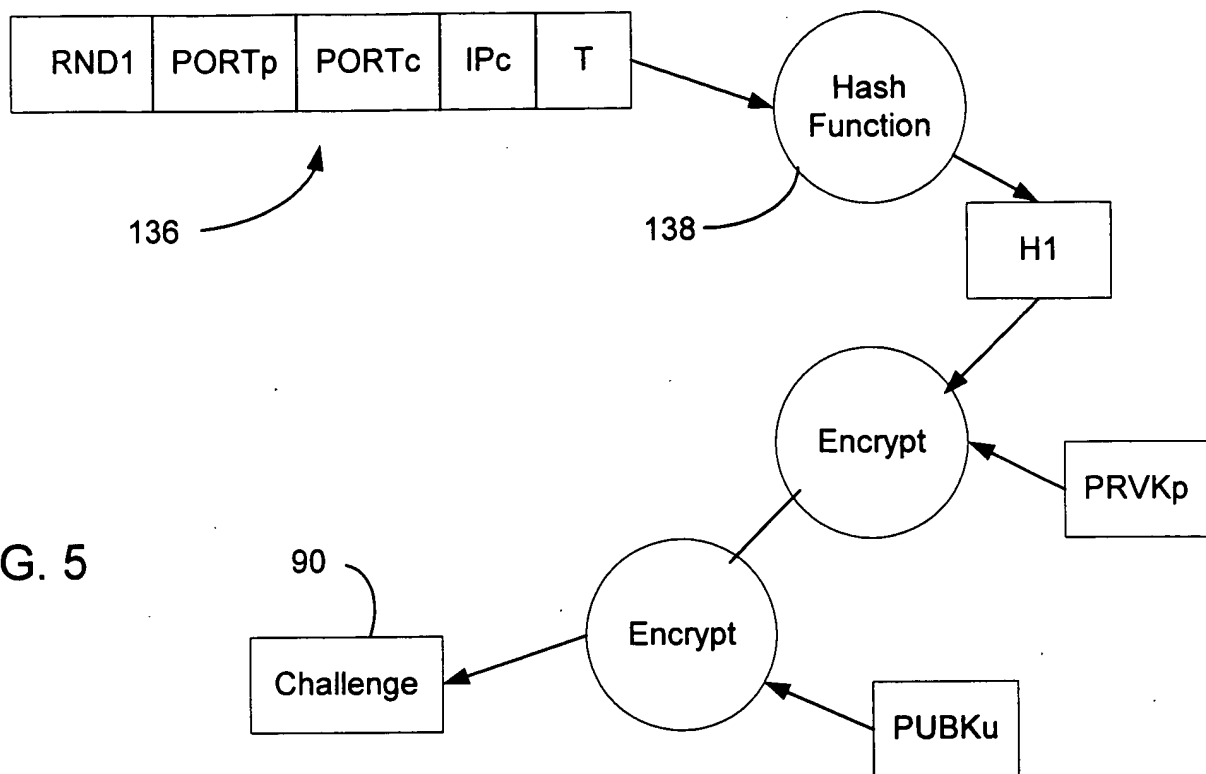 RND1 PORTp PORTc IPc T
Hash
Function
136
138
H1
Encrypt
PRVKp
G. 5
90
Encrypt
Challenge
PUBKu